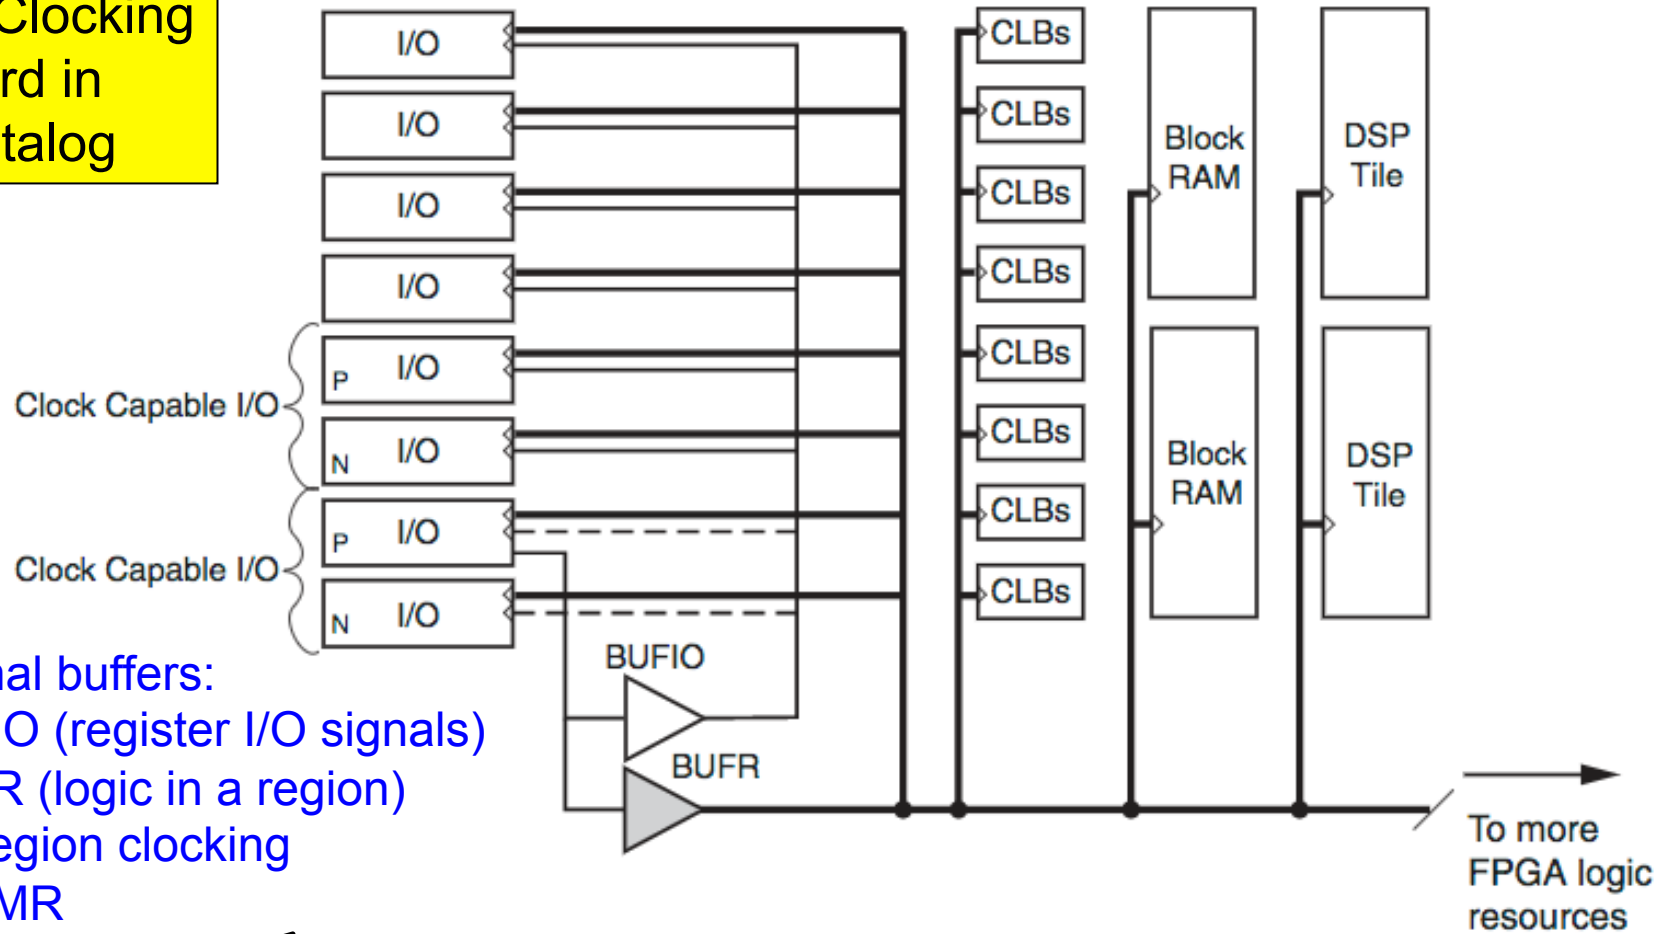 Clocking
rd in
talog
I/O
I/O
I/O
I/O
P I/O
N I/O
P I/O
N I/O
Clock Capable I/O
Clock Capable I/O
CLBs
CLBs
CLBs
CLBs
CLBs
CLBs
CLBs
CLBs
Block
RAM
Block
RAM
DSP
Tile
DSP
Tile
BUFIO
BUFR
nal buffers:
IO (register I/O signals)
R (logic in a region)
egion clocking
MR
To more
FPGA logic
resources